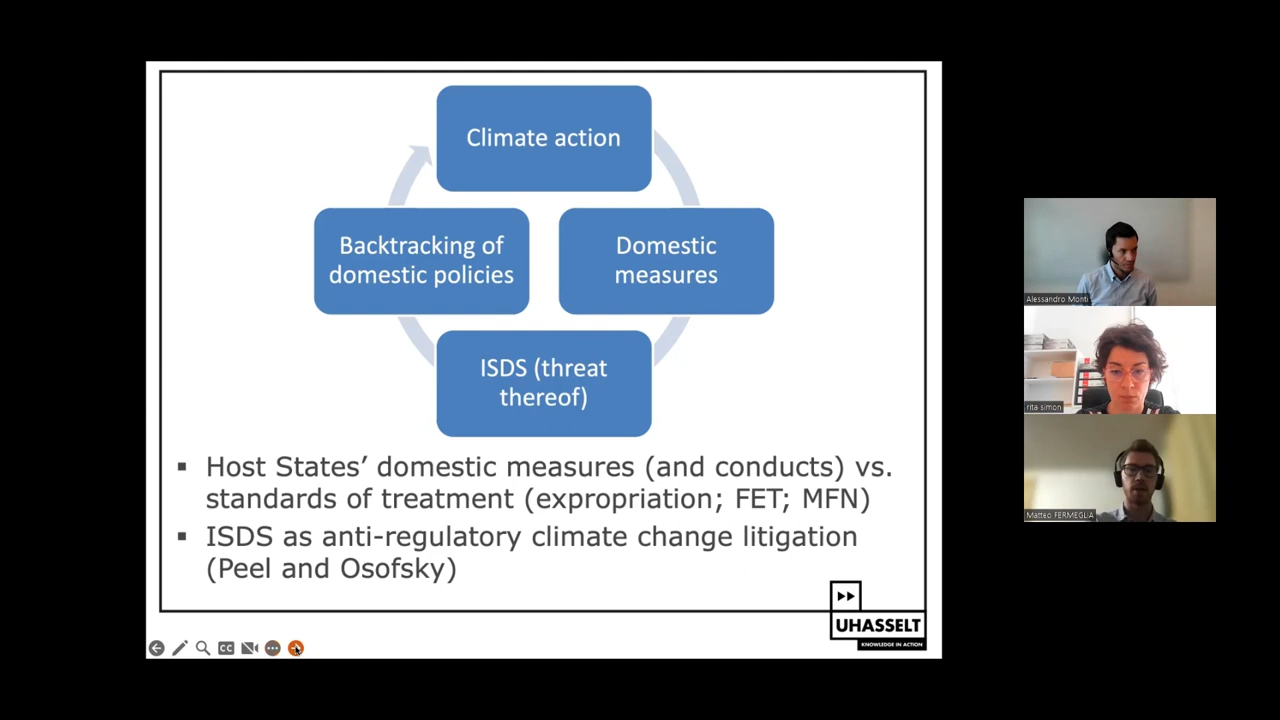 Climate action
Backtracking of
domestic policies
Domestic
measures
ISDS (threat
thereof)
▪ Host States’ domestic measures (and conducts) vs.
standards of treatment (expropriation; FET; MFN)
▪ ISDS as anti-regulatory climate change litigation
(Peel and Osofsky)
UHASSELT
KNOWLEDGE IN ACTION
CC
Alessandro Monti
rita simon
Matteo FERMEGLIA